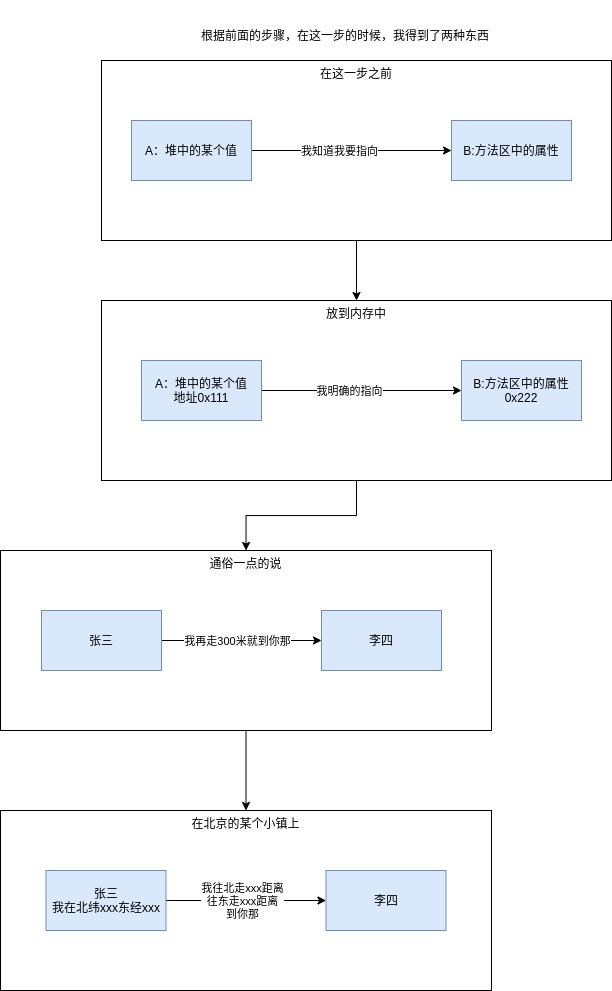 根据前面的步骤，在这一步的时候，我得到了两种东西
在这一步之前
A：堆中的某个值
我知道我要指向
B:方法区中的属性
放到内存中
A：堆中的某个值
地址0x111
我明确的指向
B:方法区中的属性
0x222
通俗一点的说
张三
我再走300米就到你那
李四
在北京的某个小镇上
张三
我在北纬xxx东经xxx
我往北走xxx距离
往东走xxx距离
到你那
李四